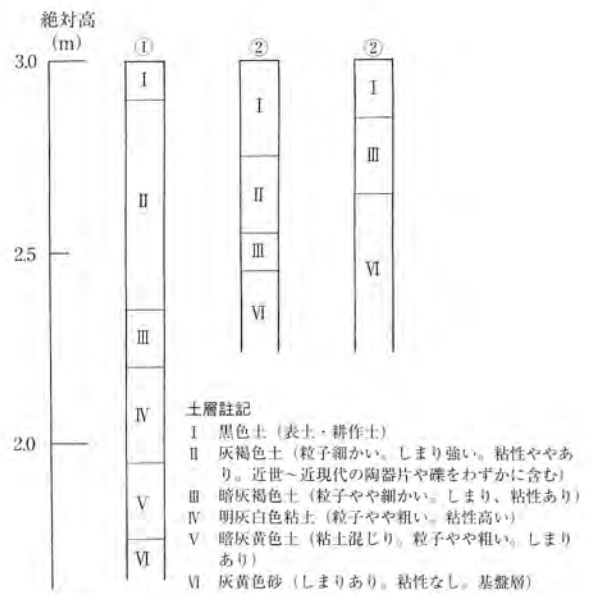 絶対高
(m)
① ② ②
3.0
I I I
III
II
II
2.5
III
VI
III
VI
IV
2.0
V
VI
土層註記
I 黒色土（表土・耕作土）
II 灰褐色土（粒子細かい。しまり強い。粘性ややあ
り。近世～近現代の陶器片や礫をわずかに含む）
III 暗灰褐色土（粒子やや細かい。しまり、粘性あり）
IV 明灰白色粘土（粒子やや粗い。粘性高い）
V 暗灰黄色土（粘土混じり。粒子やや粗い。しまり
あり）
VI 灰黄色砂（しまりあり。粘性なし。基盤層）